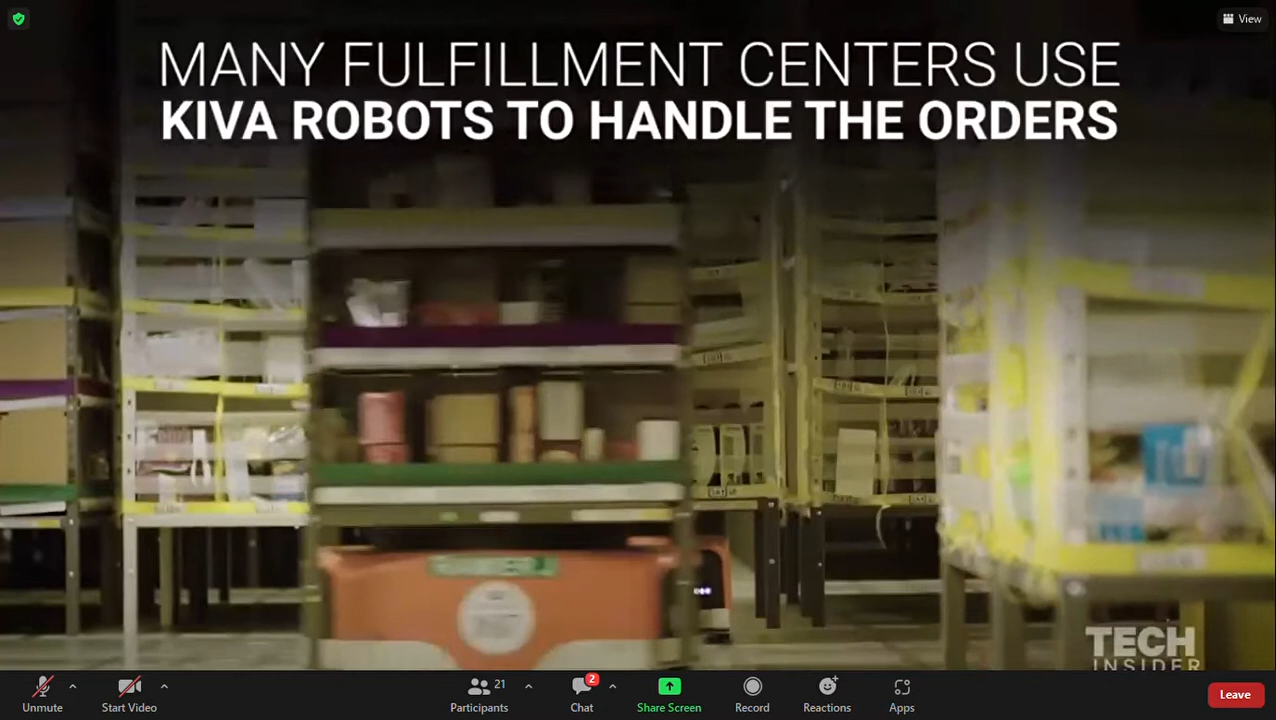 View
MANY FULFILLMENT CENTERS USE
KIVA ROBOTS TO HANDLE THE ORDERS
TECH
INSIDER
Unmute
Start Video
21
Participants
2
Chat
Share Screen
Record
Reactions
Apps
Leave